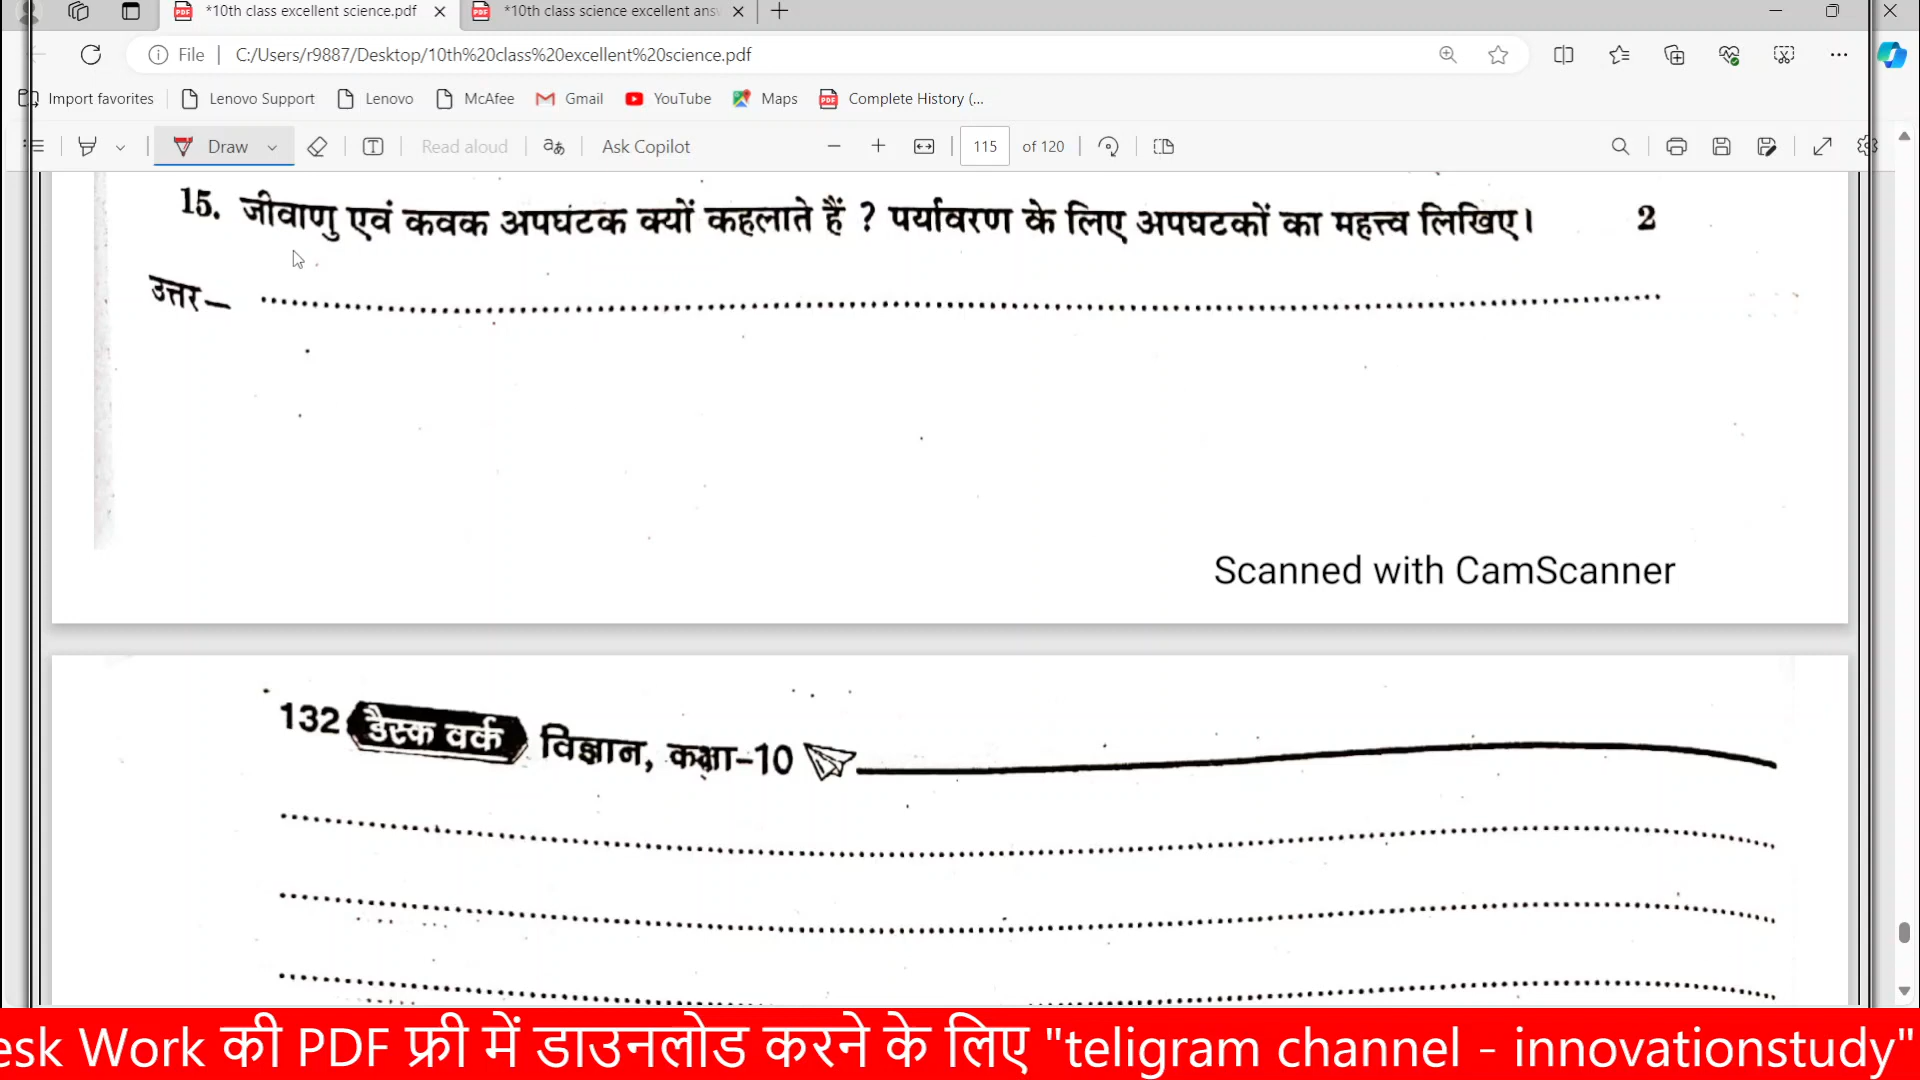 *10th class excellent science.pdf
*10th class science excellent ans
File
C:/Users/r9887/Desktop/10th%20class%20excellent%20science.pdf
Import favorites
Lenovo Support
Lenovo
McAfee
Gmail
YouTube
Maps
Complete History (...
Draw
Read aloud
Ask Copilot
115 of 120
15. जीवाणु एवं कवक अपघंटक क्यों कहलाते हैं ? पर्यावरण के लिए अपघटकों का महत्त्व लिखिए। 2
उत्तर—
Scanned with CamScanner
132 डैस्क वर्क विज्ञान, कक्षा-10
esk Work की PDF फ्री में डाउनलोड करने के लिए "teligram channel - innovationstudy"